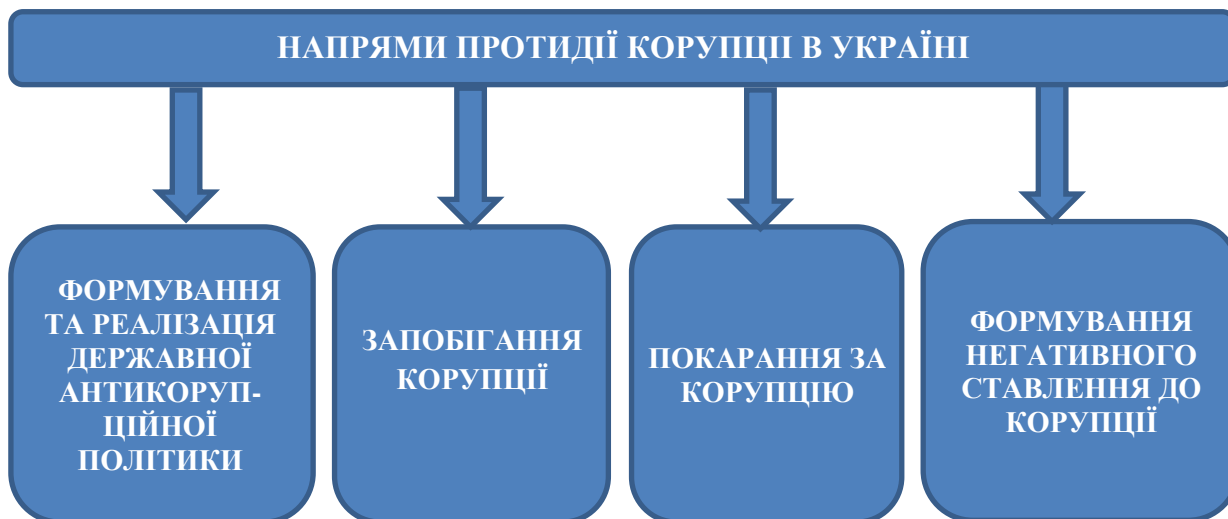 НАПРЯМИ ПРОТИДІЇ КОРУПЦІІ В УКРАЇНІ
ФОРМУВАННЯ
ТА РЕАЛІЗАЦІЯ
ДЕРЖАВНОЇ
АНТИКОРУП-
ЦІЙНОЇ
ПОЛІТИКИ
ЗАПОБІГАННЯ
КОРУПЦІЇ
ПОКАРАННЯ ЗА
КОРУПЦІЮ
ФОРМУВАННЯ
НЕГАТИВНОГО
СТАВЛЕННЯ ДО
КОРУПЦІЇ